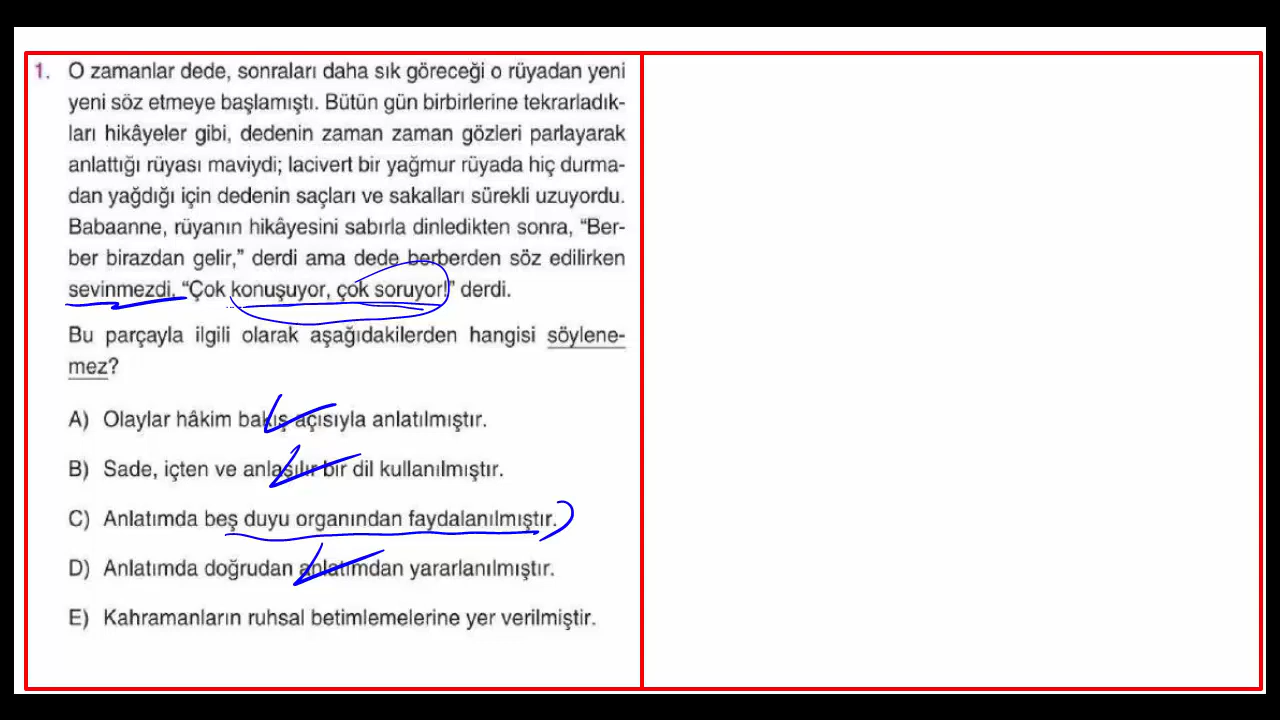 1. O zamanlar dede, sonraları daha sık göreceği o rüyadan yeni
yeni söz etmeye başlamıştı. Bütün gün birbirlerine tekrarladık-
ları hikâyeler gibi, dedenin zaman zaman gözleri parlayarak
anlattığı rüyası maviydi; lacivert bir yağmur rüyada hiç durma-
dan yağdığı için dedenin saçları ve sakalları sürekli uzuyordu.
Babaanne, rüyanın hikâyesini sabırla dinledikten sonra, “Ber-
ber birazdan gelir,” derdi ama dede berberden söz edilirken
sevinmezdi, “Çok konuşuyor, çok soruyor!” derdi.
Bu parçayla ilgili olarak aşağıdakilerden hangisi söylene-
mez?
A) Olaylar hâkim bakış açısıyla anlatılmıştır.
B) Sade, içten ve anlaşılır bir dil kullanılmıştır.
C) Anlatımda beş duyu organından faydalanılmıştır.
D) Anlatımda doğrudan anlatımdan yararlanılmıştır.
E) Kahramanların ruhsal betimlemelerine yer verilmiştir.